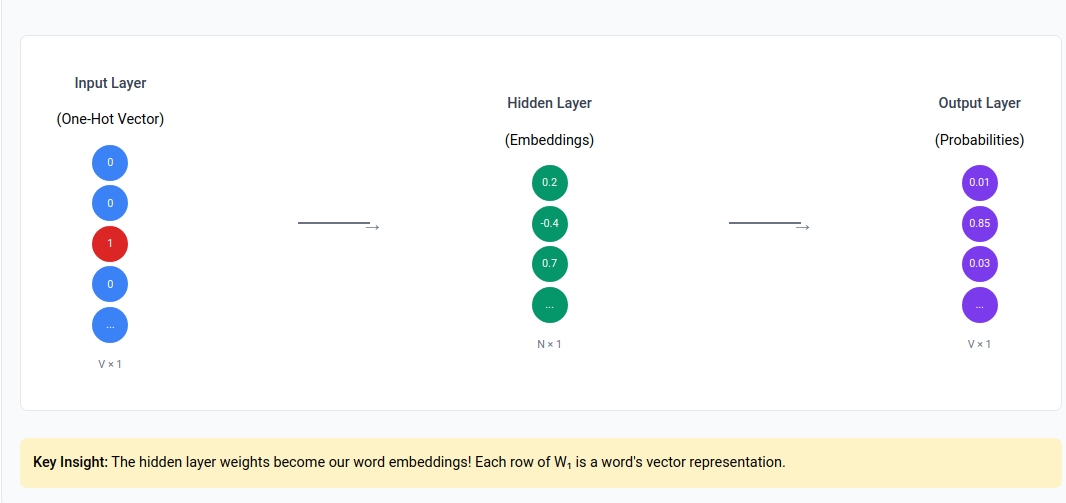 Input Layer
(One-Hot Vector)
0
0
1
0
...
V × 1
→
Hidden Layer
(Embeddings)
0.2
-0.4
0.7
...
N × 1
→
Output Layer
(Probabilities)
0.01
0.85
0.03
...
V × 1
Key Insight: The hidden layer weights become our word embeddings! Each row of W₁ is a word's vector representation.